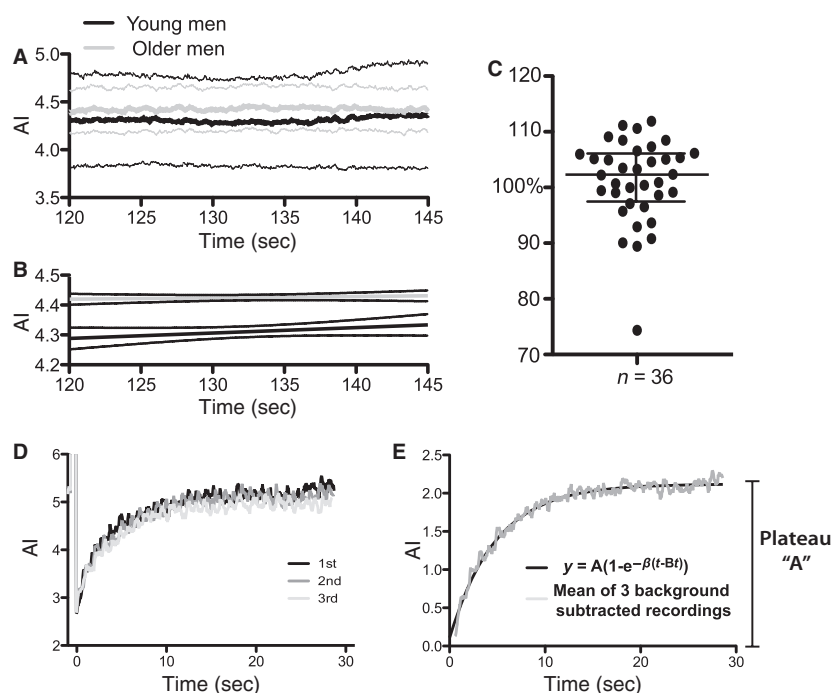 Young men
Older men
A
5.0
4.5
4.0
3.5
AI
120 125 130 135 140 145
Time (sec)
B
4.5
4.4
4.3
4.2
AI
120 125 130 135 140 145
Time (sec)
C
120
110
100%
90
80
70
n = 36
D
6
5
4
3
2
AI
0 10 20 30
Time (sec)
1st
2nd
3rd
E
2.5
2.0
1.5
1.0
0.5
0.0
AI
0 10 20 30
Time (sec)
y = A(1-e−β(t-Bt))
Mean of 3 background
subtracted recordings
Plateau
“A”